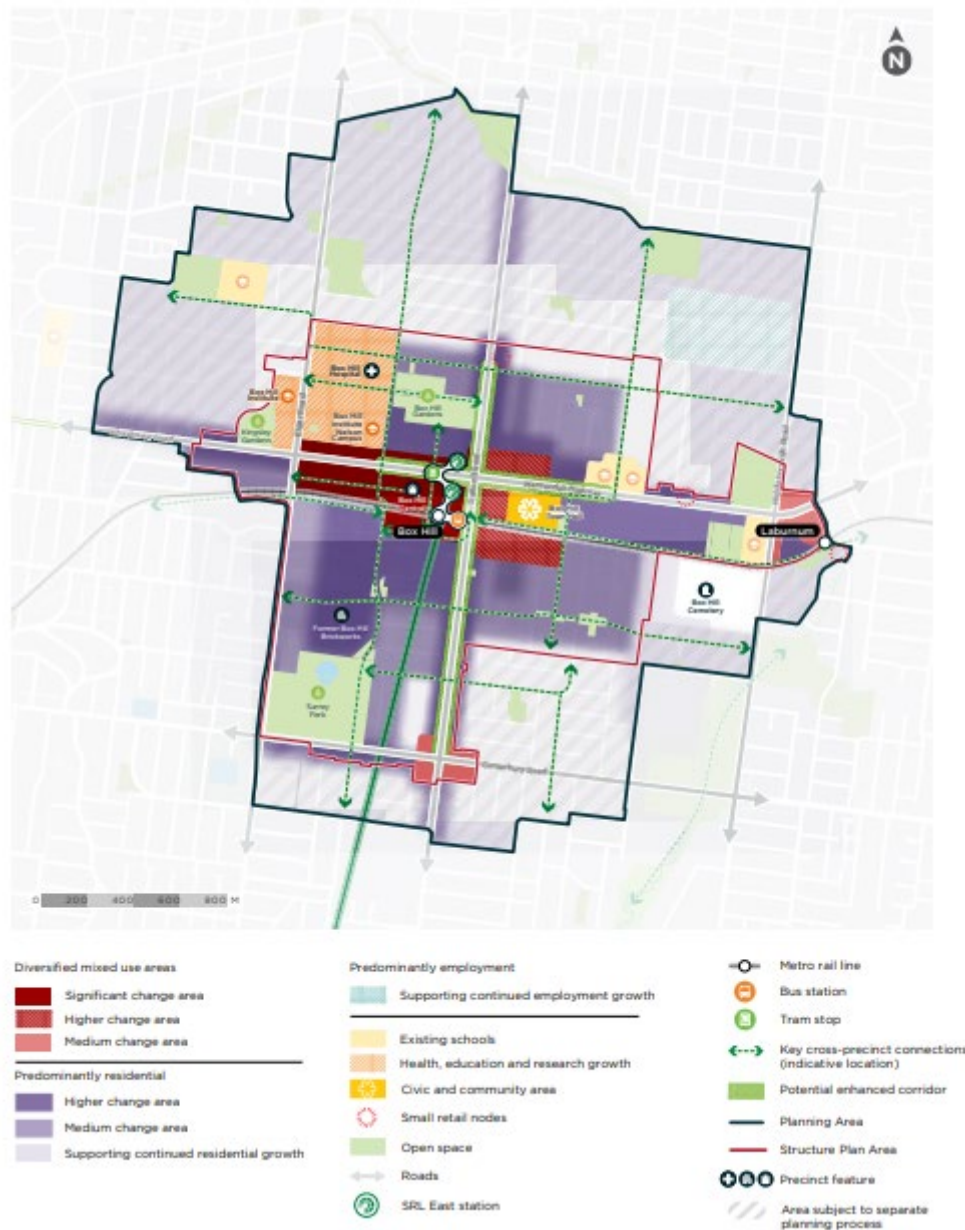 N
Box Hill
Hospital
Box Hill
Institute
Box Hill
Gardens
Box Hill
Institute
Nelson
Campus
Kingsley
Gardens
Box Hill
Central
Box Hill
Laburnum
Box Hill
Cemetery
Former Box Hill
Brickworks
Surrey
Park
Canterbury Road
0 200 400 600 800 M
Diversified mixed use areas
Significant change area
Higher change area
Medium change area
Predominantly residential
Higher change area
Medium change area
Supporting continued residential growth
Predominantly employment
Supporting continued employment growth
Existing schools
Health, education and research growth
Civic and community area
Small retail nodes
Open space
Roads
SRL East station
Metro rail line
Bus station
Tram stop
Key cross-precinct connections
(indicative location)
Potential enhanced corridor
Planning Area
Structure Plan Area
Precinct feature
Area subject to separate
planning process